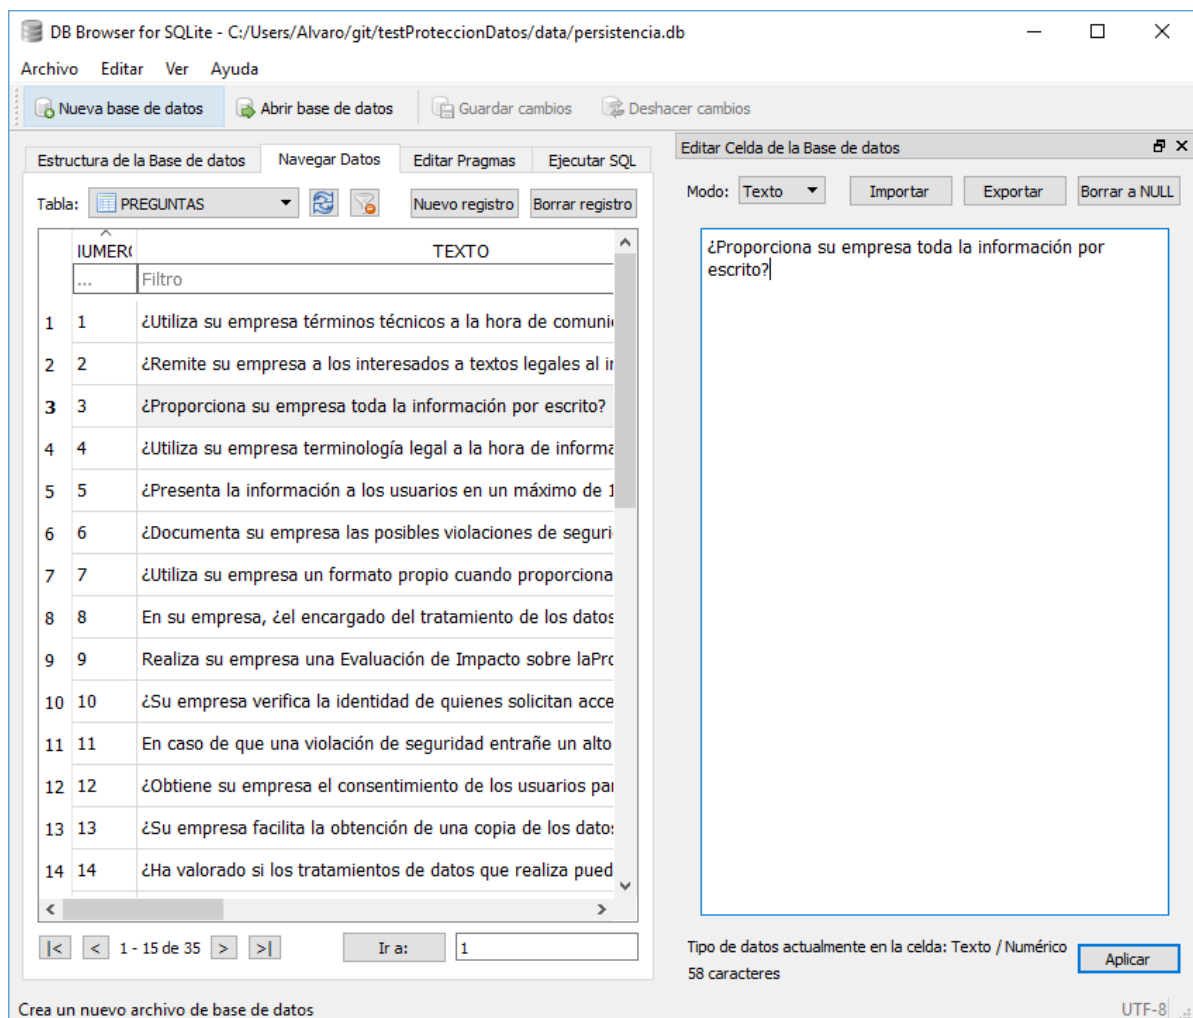 DB Browser for SQLite - C:/Users/Alvaro/git/testProteccionDatos/data/persistencia.db
Archivo Editar Ver Ayuda
Nueva base de datos Abrir base de datos Guardar cambios Deshacer cambios
Estructura de la Base de datos Navegar Datos Editar Pragmas Ejecutar SQL
Tabla: PREGUNTAS Nuevo registro Borrar registro
IUMERO TEXTO
... Filtro
1 1 ¿Utiliza su empresa términos técnicos a la hora de comuni
2 2 ¿Remite su empresa a los interesados a textos legales al in
3 3 ¿Proporciona su empresa toda la información por escrito?
4 4 ¿Utiliza su empresa terminología legal a la hora de informa
5 5 ¿Presenta la información a los usuarios en un máximo de 1
6 6 ¿Documenta su empresa las posibles violaciones de seguri
7 7 ¿Utiliza su empresa un formato propio cuando proporciona
8 8 En su empresa, ¿el encargado del tratamiento de los datos
9 9 Realiza su empresa una Evaluación de Impacto sobre laPro
10 10 ¿Su empresa verifica la identidad de quienes solicitan acce
11 11 En caso de que una violación de seguridad entrañe un alto
12 12 ¿Obtiene su empresa el consentimiento de los usuarios par
13 13 ¿Su empresa facilita la obtención de una copia de los datos
14 14 ¿Ha valorado si los tratamientos de datos que realiza pued
|< < 1 - 15 de 35 > >| Ir a: 1
Editar Celda de la Base de datos
Modo: Texto Importar Exportar Borrar a NULL
¿Proporciona su empresa toda la información por
escrito?
Tipo de datos actualmente en la celda: Texto / Numérico
58 caracteres
Aplicar
Crea un nuevo archivo de base de datos UTF-8